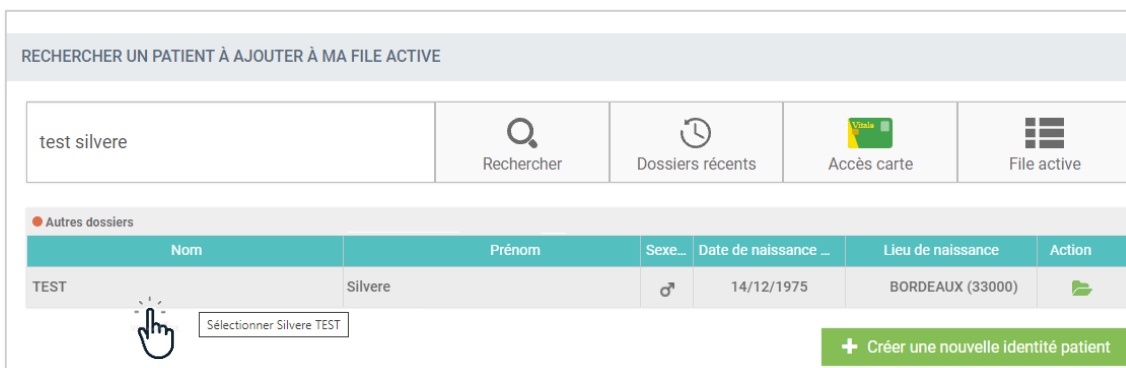 RECHERCHER UN PATIENT À AJOUTER À MA FILE ACTIVE
test silvere
Rechercher
Dossiers récents
Vitale
Accès carte
File active
Autres dossiers
Nom Prénom Sexe... Date de naissance ... Lieu de naissance Action
TEST Silvere 14/12/1975 BORDEAUX (33000)
Sélectionner Silvere TEST
Créer une nouvelle identité patient